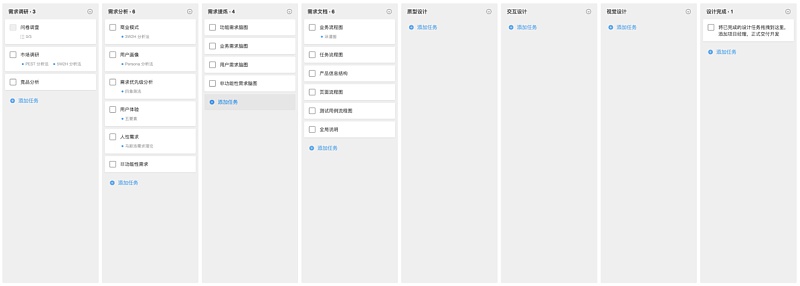 需求调研 · 3
问卷调查
0/5
市场调研
PEST 分析法
5W2H 分析法
竞品分析
添加任务
需求分析 · 6
商业模式
5W2H 分析法
用户画像
Persona 分析法
需求优先级分析
四象限法
用户体验
五要素
人性需求
马斯洛需求理论
非功能性需求
添加任务
需求提炼 · 4
功能需求脑图
业务需求脑图
用户需求脑图
非功能性需求脑图
添加任务
需求文档 · 6
业务流程图
泳道图
任务流程图
产品信息结构
页面流程图
测试用例流程图
全局说明
添加任务
原型设计
添加任务
交互设计
添加任务
视觉设计
添加任务
设计完成 · 1
将已完成的设计任务拖拽到这里,
添加项目经理, 正式交付开发
添加任务